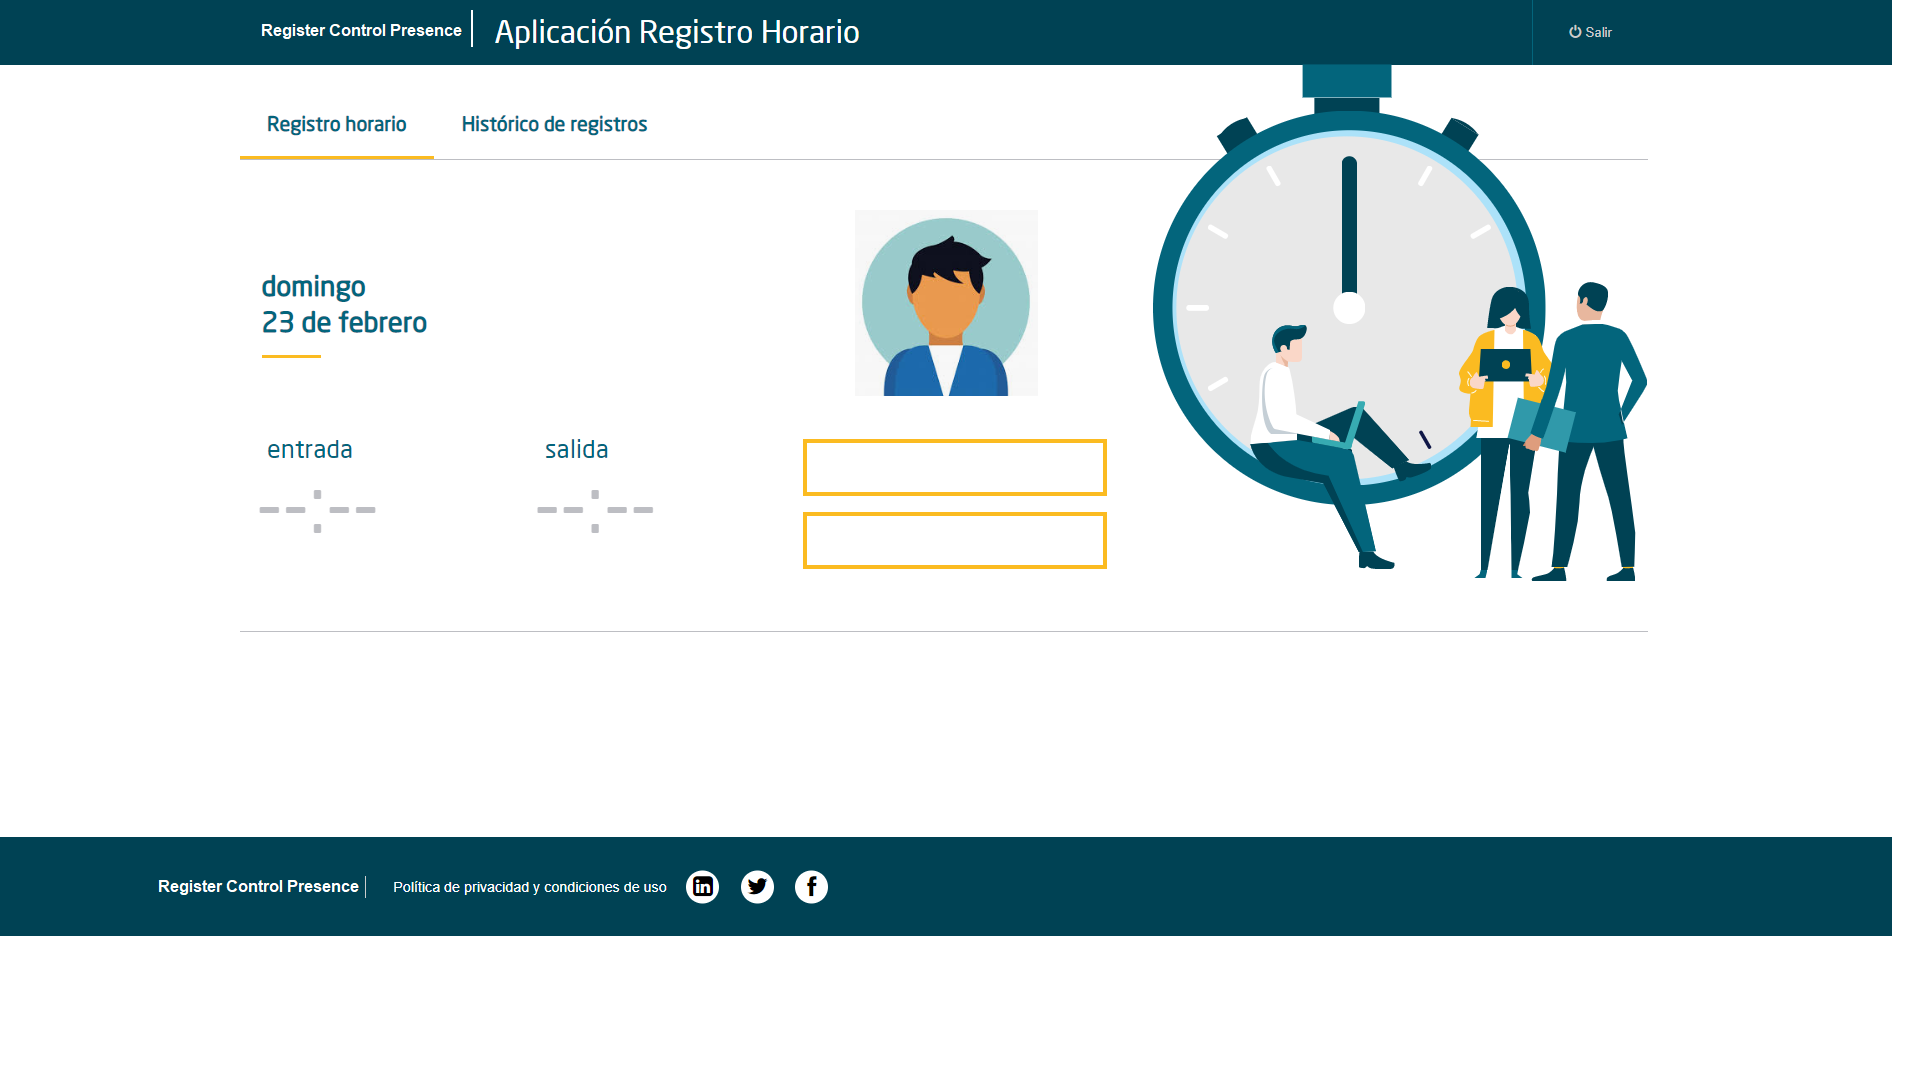 Register Control Presence
Aplicación Registro Horario
Salir
Registro horario
Histórico de registros
domingo
23 de febrero
entrada
salida
--:--
--:--
Register Control Presence
Política de privacidad y condiciones de uso